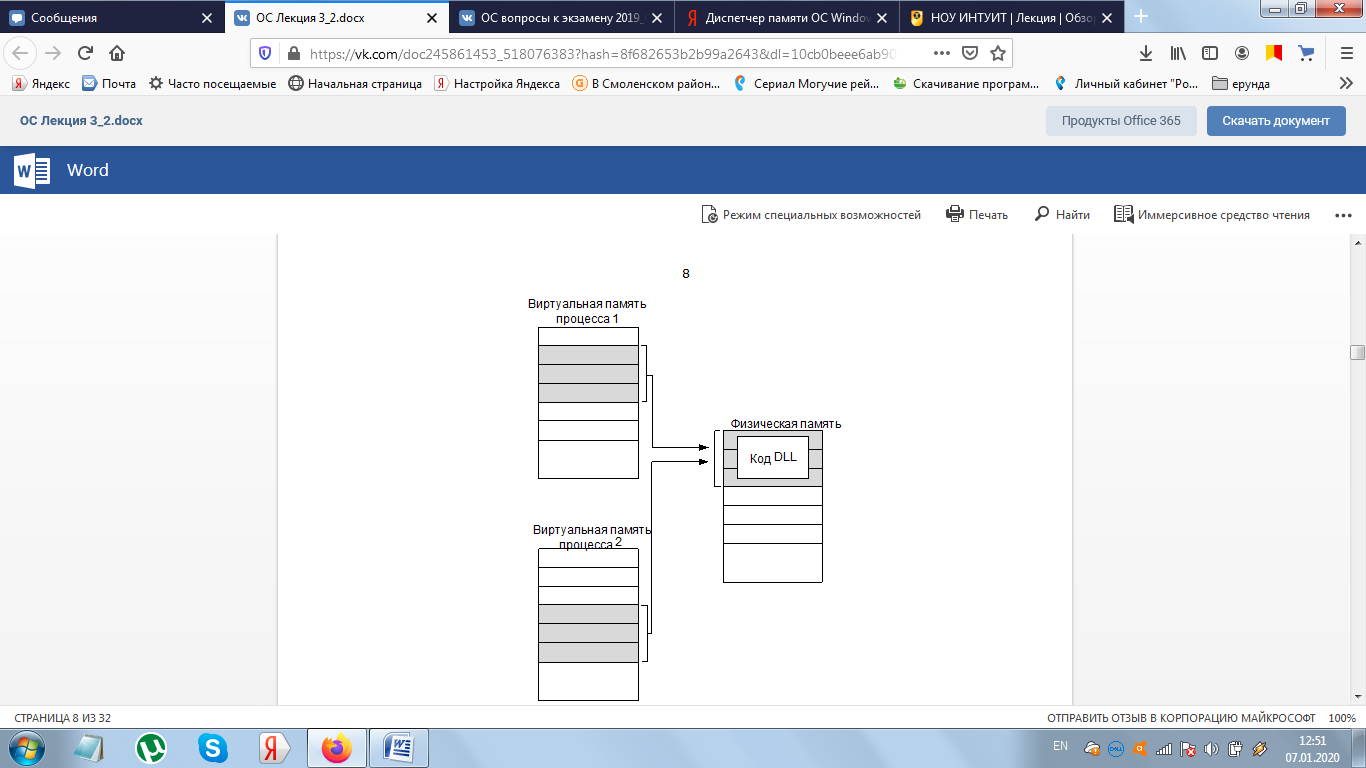 Сообщения
ОС Лекция 3_2.docx
ОС вопросы к экзамену 2019_
Диспетчер памяти ОС Window
НОУ ИНТУИТ | Лекция | Обзо
https://vk.com/doc245861453_518076383?hash=8f682653b2b99a2643&dl=10cb0beee6ab90
Яндекс
Почта
Часто посещаемые
Начальная страница
Настройка Яндекса
В Смоленском район...
Сериал Могучие рей...
Скачивание програм...
Личный кабинет "Ро...
ерунда
ОС Лекция 3_2.docx
Продукты Office 365
Скачать документ
Word
Режим специальных возможностей
Печать
Найти
Иммерсивное средство чтения
8
Виртуальная память
процесса 1
Физическая память
Код DLL
Виртуальная память
процесса 2
СТРАНИЦА 8 ИЗ 32
ОТПРАВИТЬ ОТЗЫВ В КОРПОРАЦИЮ МАЙКРОСОФТ 100%
EN
12:51
07.01.2020